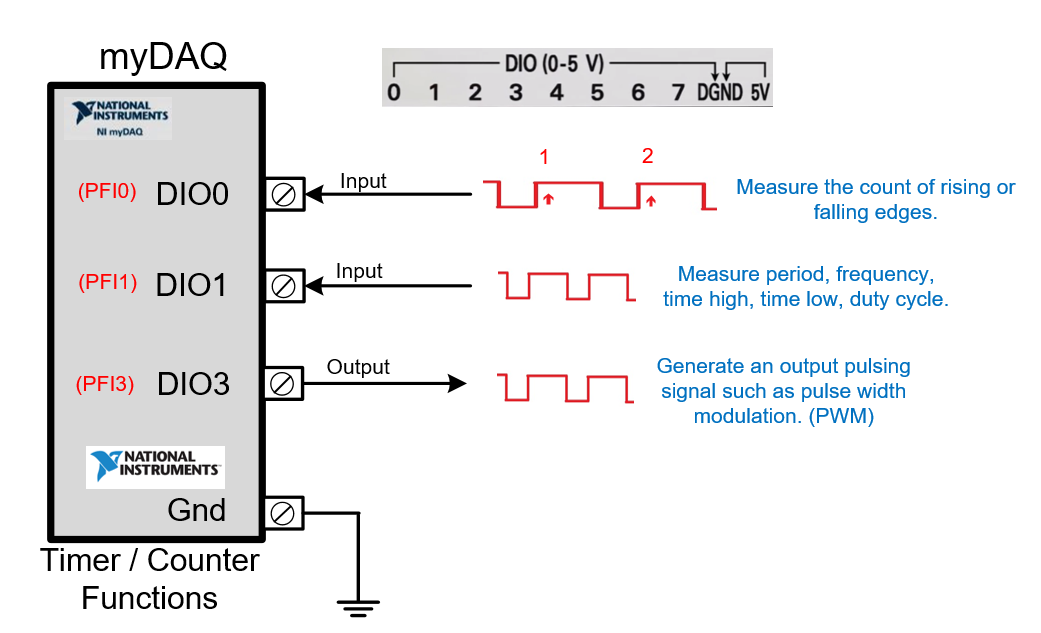 myDAQ
DIO (0-5 V)
0 1 2 3 4 5 6 7 DGND 5V
NATIONAL
INSTRUMENTS
NI myDAQ
1 2
(PFI0) DIO0 Input
Measure the count of rising or
falling edges.
(PFI1) DIO1 Input
Measure period, frequency,
time high, time low, duty cycle.
(PFI3) DIO3 Output
Generate an output pulsing
signal such as pulse width
modulation. (PWM)
NATIONAL
INSTRUMENTS
Gnd
Timer / Counter
Functions